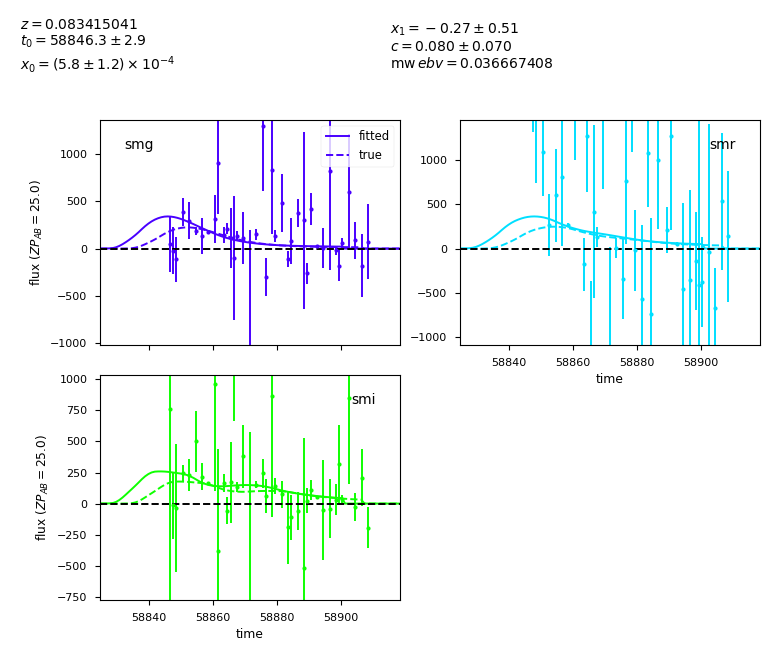 z = 0.083415041
t₀ = 58846.3 ± 2.9
x₀ = (5.8 ± 1.2) × 10⁻⁴
x₁ = −0.27 ± 0.51
c = 0.080 ± 0.070
mw ebv = 0.036667408
smg
fitted
true
1000
500
0
−500
−1000
flux (ZP_AB = 25.0)
smr
1000
500
0
−500
−1000
58840 58860 58880 58900
time
smi
1000
750
500
250
0
−250
−500
−750
flux (ZP_AB = 25.0)
58840 58860 58880 58900
time